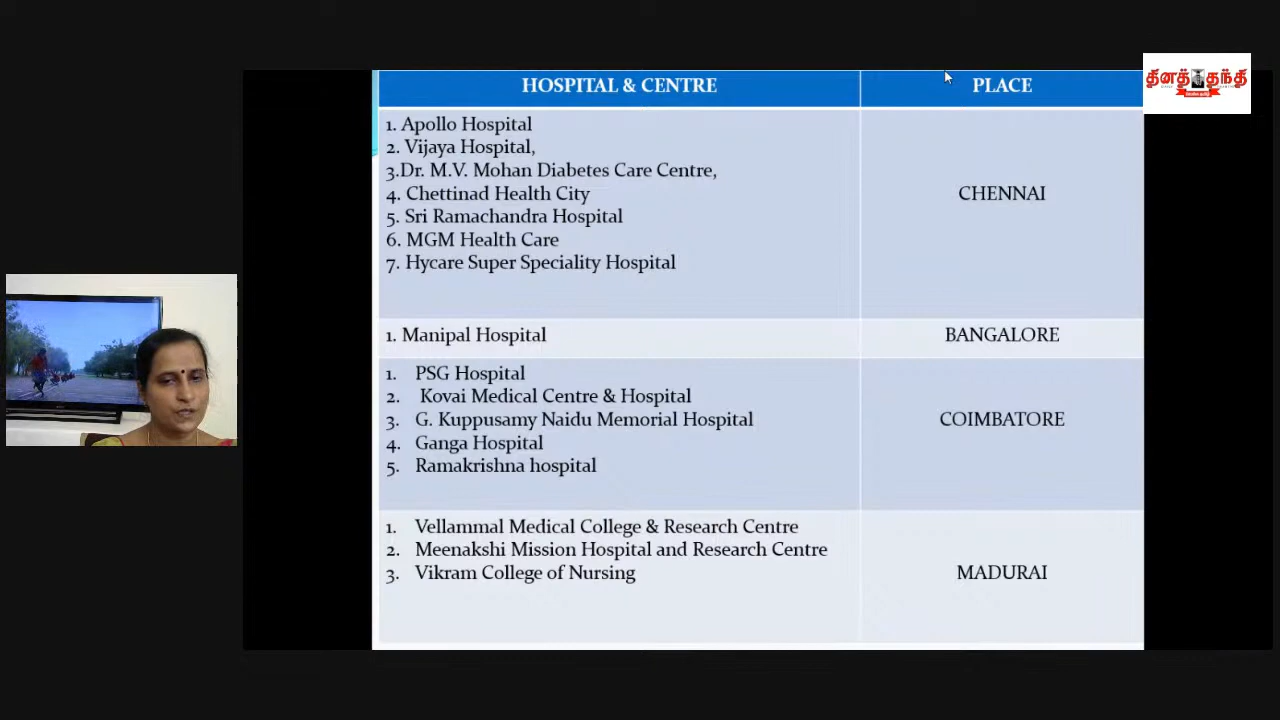 HOSPITAL & CENTRE
PLACE
தினத்தந்தி
1. Apollo Hospital
2. Vijaya Hospital,
3.Dr. M.V. Mohan Diabetes Care Centre,
4. Chettinad Health City
5. Sri Ramachandra Hospital
6. MGM Health Care
7. Hycare Super Speciality Hospital
CHENNAI
1. Manipal Hospital
BANGALORE
1. PSG Hospital
2. Kovai Medical Centre & Hospital
3. G. Kuppusamy Naidu Memorial Hospital
4. Ganga Hospital
5. Ramakrishna hospital
COIMBATORE
1. Vellammal Medical College & Research Centre
2. Meenakshi Mission Hospital and Research Centre
3. Vikram College of Nursing
MADURAI